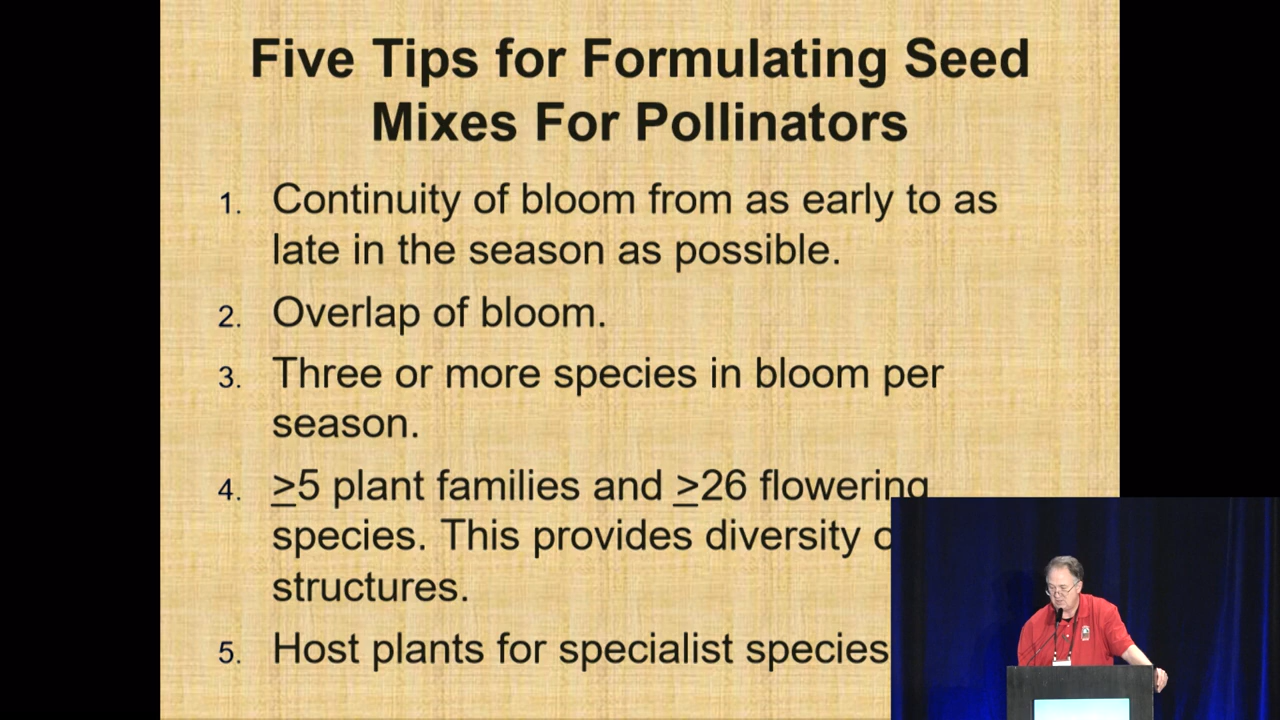 Five Tips for Formulating Seed
Mixes For Pollinators
1. Continuity of bloom from as early to as
late in the season as possible.
2. Overlap of bloom.
3. Three or more species in bloom per
season.
4. ≥5 plant families and ≥26 flowering
species. This provides diversity
structures.
5. Host plants for specialist species